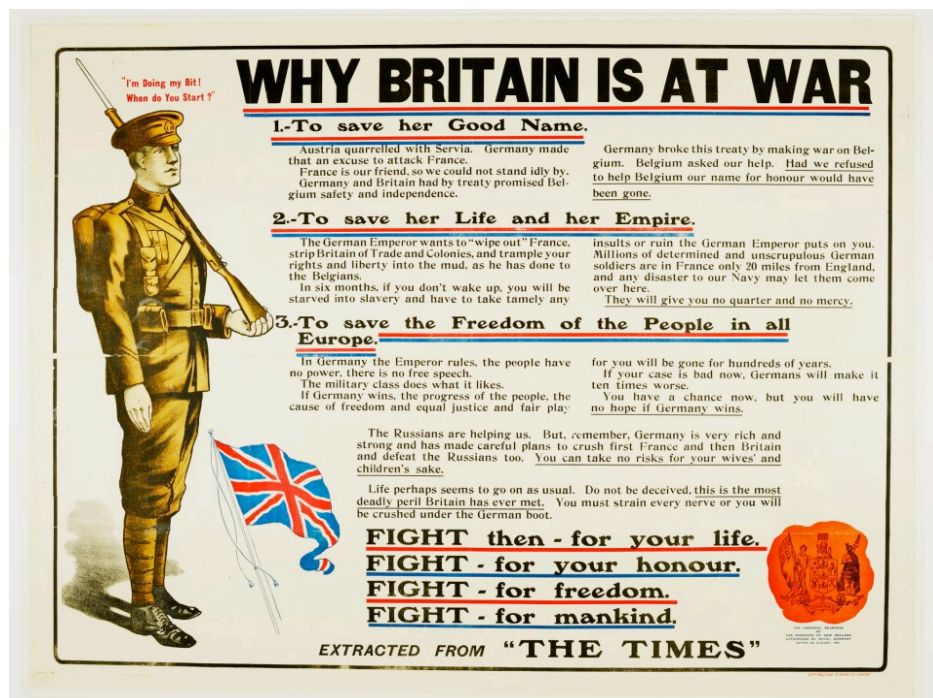 "I'm Doing my Bit!
When do You Start?"
WHY BRITAIN IS AT WAR
1.-To save her Good Name.
Austria quarrelled with Servia. Germany made
that an excuse to attack France.
France is our friend, so we could not stand idly by.
Germany and Britain had by treaty promised Bel-
gium safety and independence.
Germany broke this treaty by making war on Bel-
gium. Belgium asked our help. Had we refused
to help Belgium our name for honour would have
been gone.
2.-To save her Life and her Empire.
The German Emperor wants to "wipe out" France,
strip Britain of Trade and Colonies, and trample your
rights and liberty into the mud, as he has done to
the Belgians.
In six months, if you don't wake up, you will be
starved into slavery and have to take tamely any
insults or ruin the German Emperor puts on you.
Millions of determined and unscrupulous German
soldiers are in France only 20 miles from England,
and any disaster to our Navy may let them come
over here.
They will give you no quarter and no mercy.
3.-To save the Freedom of the People in all
Europe.
In Germany the Emperor rules, the people have
no power, there is no free speech.
The military class does what it likes.
If Germany wins, the progress of the people, the
cause of freedom and equal justice and fair play
for you will be gone for hundreds of years.
If your case is bad now, Germans will make it
ten times worse.
You have a chance now, but you will have
no hope if Germany wins.
The Russians are helping us. But, remember, Germany is very rich and
strong and has made careful plans to crush first France and then Britain
and defeat the Russians too. You can take no risks for your wives' and
children's sake.
Life perhaps seems to go on as usual. Do not be deceived, this is the most
deadly peril Britain has ever met. You must strain every nerve or you will
be crushed under the German boot.
FIGHT then - for your life.
FIGHT - for your honour.
FIGHT - for freedom.
FIGHT - for mankind.
EXTRACTED FROM "THE TIMES"
THE ARMORIAL BEARINGS
OF
THE DOMINION OF NEW ZEALAND
AUTHORISED BY ROYAL WARRANT